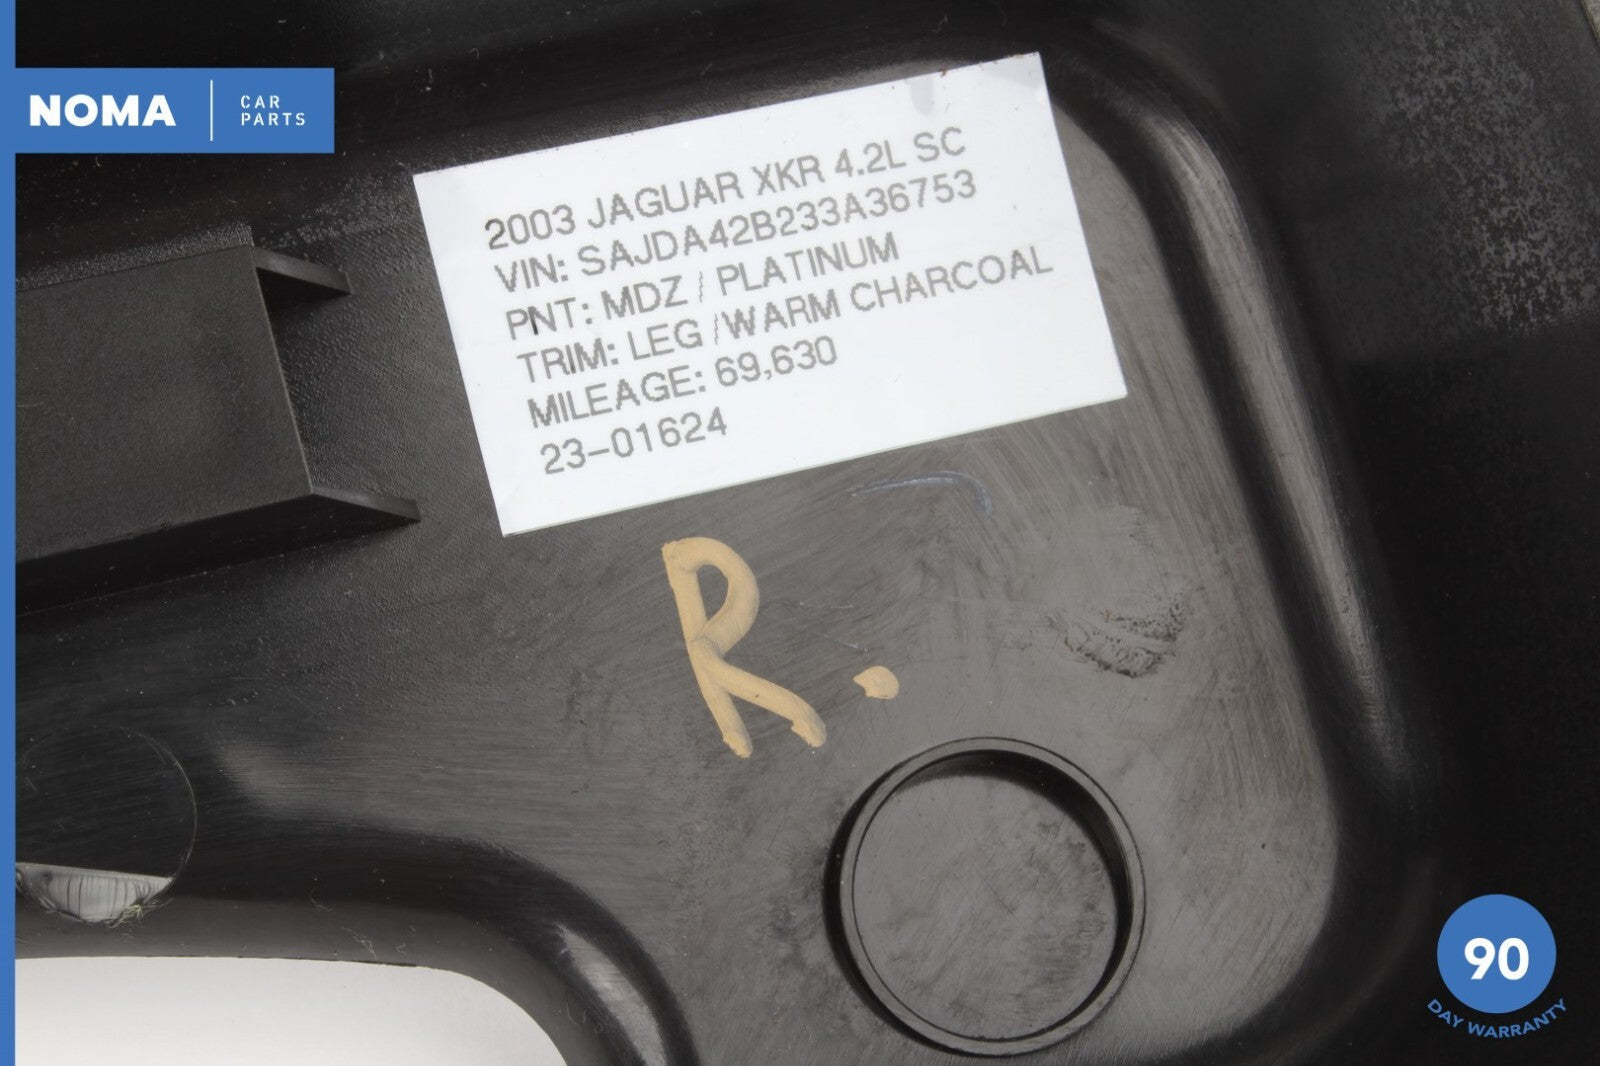 NOMA
CAR
PARTS
2003 JAGUAR XKR 4.2L SC
VIN: SAJDA42B233A36753
PNT: MDZ / PLATINUM
TRIM: LEG /WARM CHARCOAL
MILEAGE: 69,630
23-01624
R.
90
DAY WARRANTY